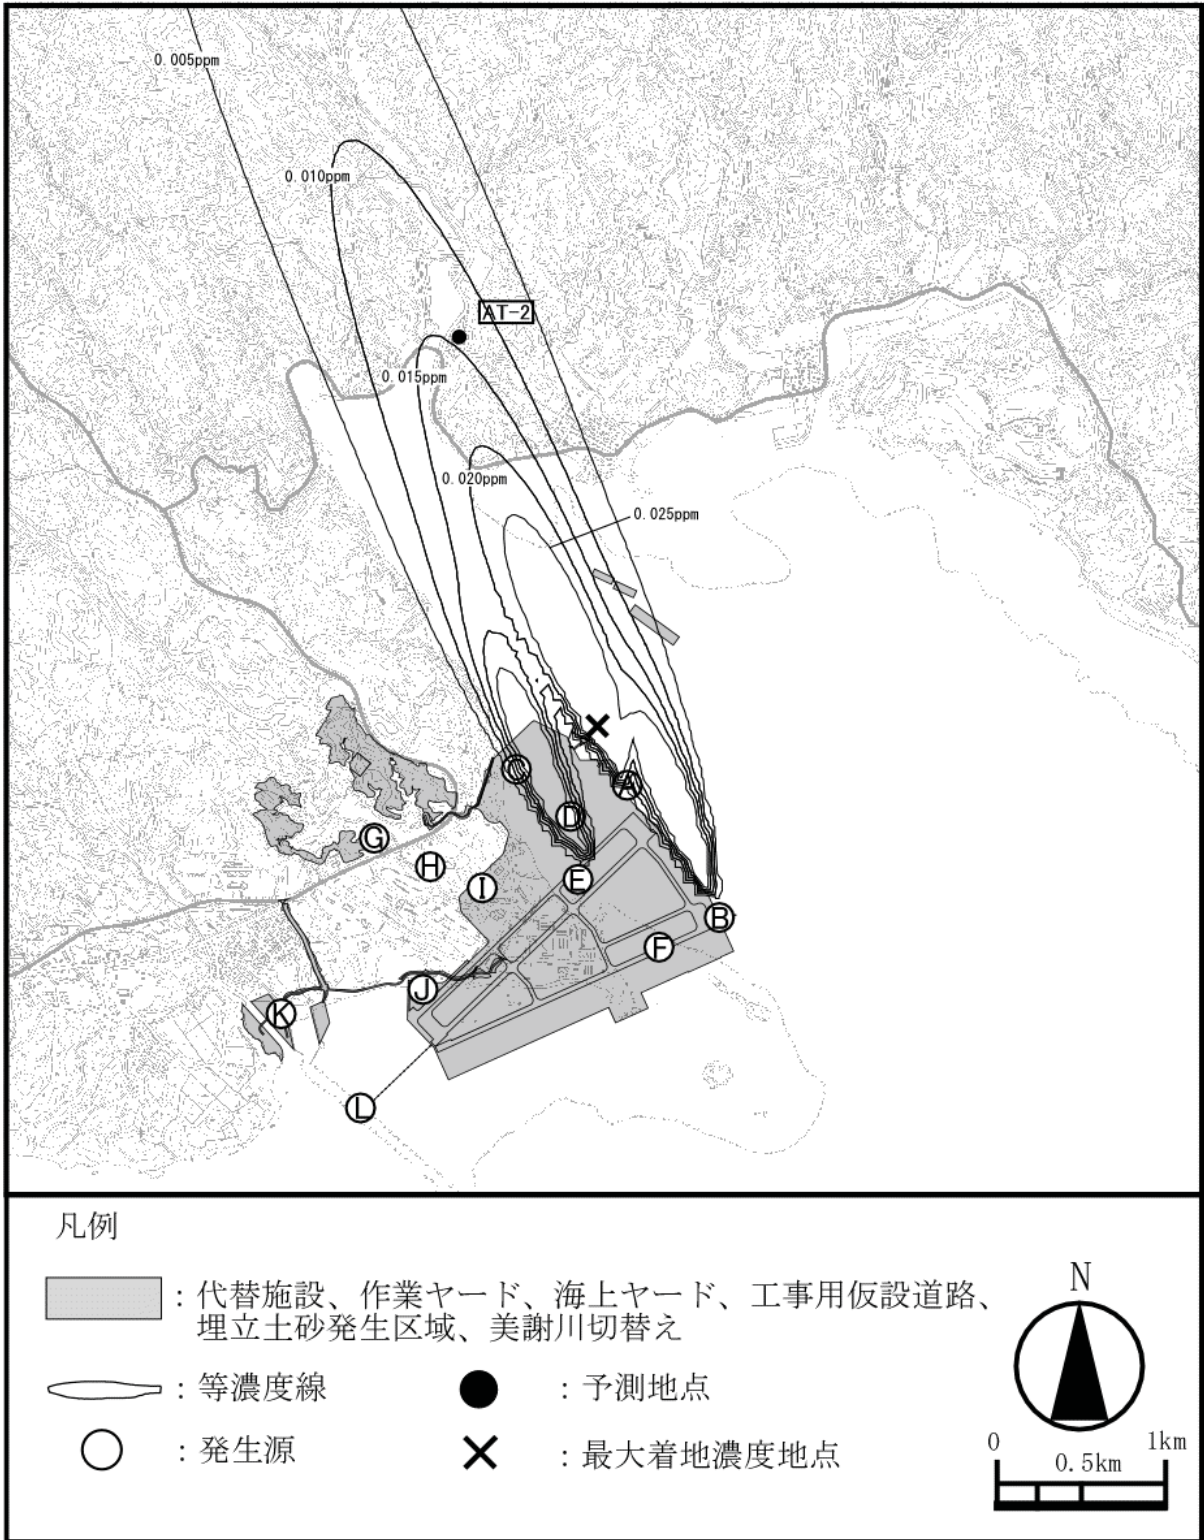 0.005ppm
0.010ppm
AT-2
0.015ppm
0.020ppm
0.025ppm
C
A
D
G
H
E
I
B
F
J
K
L
凡例
：代替施設、作業ヤード、海上ヤード、工事用仮設道路、
埋立土砂発生区域、美謝川切替え
：等濃度線
：予測地点
：発生源
：最大着地濃度地点
N
0
0.5km
1km